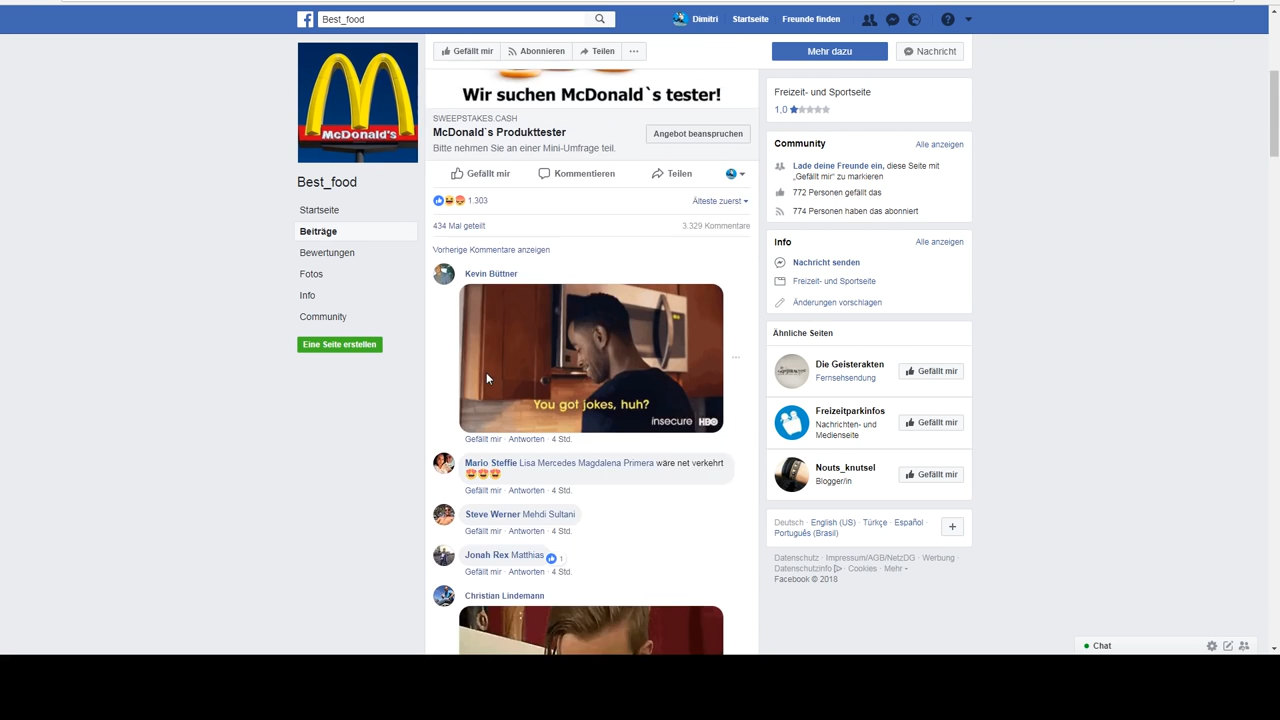 Best_food
Dimitri
Startseite
Freunde finden
McDonald's
Best_food
Startseite
Beiträge
Bewertungen
Fotos
Info
Community
Eine Seite erstellen
Gefällt mir
Abonnieren
Teilen
Mehr dazu
Nachricht
Wir suchen McDonald`s tester!
SWEEPSTAKES.CASH
McDonald`s Produkttester
Bitte nehmen Sie an einer Mini-Umfrage teil.
Angebot beanspruchen
Gefällt mir
Kommentieren
Teilen
1.303
Älteste zuerst
434 Mal geteilt
3.329 Kommentare
Vorherige Kommentare anzeigen
Kevin Büttner
You got jokes, huh?
insecure HBO
Gefällt mir · Antworten · 4 Std.
Mario Steffie Lisa Mercedes Magdalena Primera wäre net verkehrt
😍😍😍
Gefällt mir · Antworten · 4 Std.
Steve Werner Mehdi Sultani
Gefällt mir · Antworten · 4 Std.
Jonah Rex Matthias
1
Gefällt mir · Antworten · 4 Std.
Christian Lindemann
Freizeit- und Sportseite
1,0
Community
Alle anzeigen
Lade deine Freunde ein, diese Seite mit
„Gefällt mir“ zu markieren
772 Personen gefällt das
774 Personen haben das abonniert
Info
Alle anzeigen
Nachricht senden
Freizeit- und Sportseite
Änderungen vorschlagen
Ähnliche Seiten
Die Geisterakten
Fernsehsendung
Gefällt mir
Freizeitparkinfos
Nachrichten- und
Medienseite
Gefällt mir
Nouts_knutsel
Blogger/in
Gefällt mir
Deutsch · English (US) · Türkçe · Español ·
Português (Brasil)
Datenschutz · Impressum/AGB/NetzDG · Werbung ·
Datenschutzinfo · Cookies · Mehr
Facebook © 2018
Chat